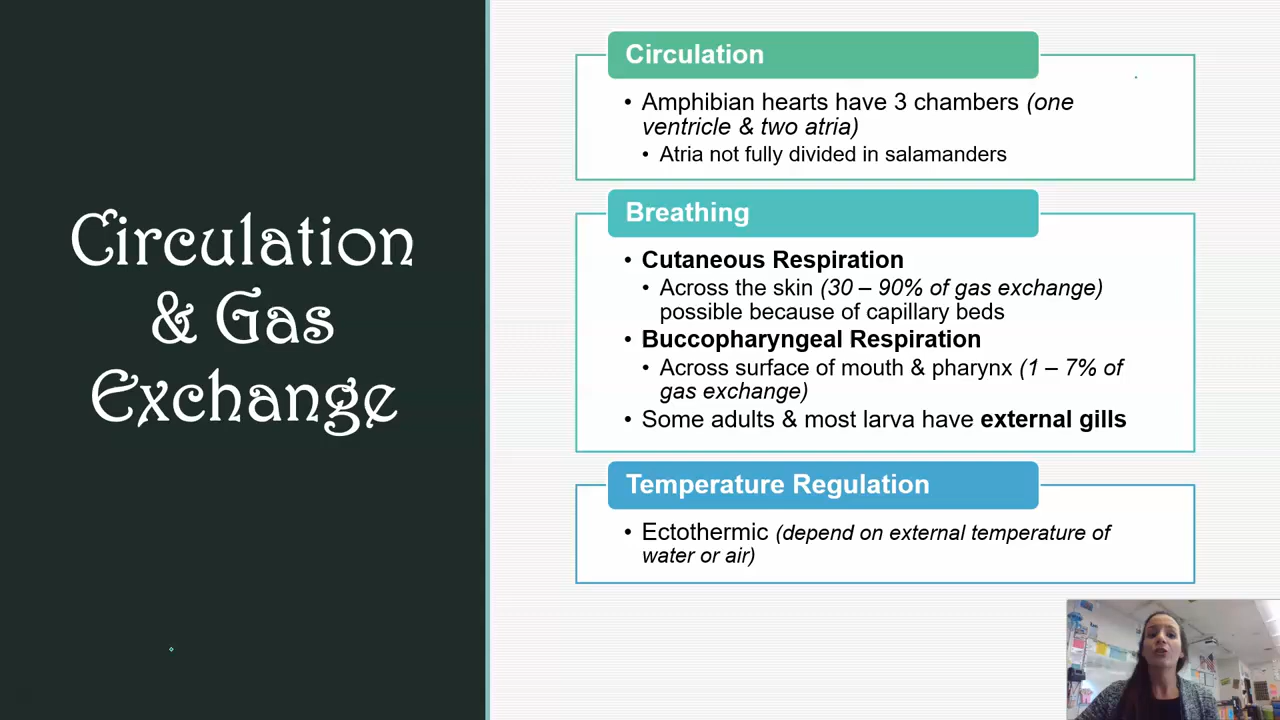 Circulation
& Gas
Exchange
Circulation
• Amphibian hearts have 3 chambers (one
ventricle & two atria)
• Atria not fully divided in salamanders
Breathing
• Cutaneous Respiration
• Across the skin (30 – 90% of gas exchange)
possible because of capillary beds
• Buccopharyngeal Respiration
• Across surface of mouth & pharynx (1 – 7% of
gas exchange)
• Some adults & most larva have external gills
Temperature Regulation
• Ectothermic (depend on external temperature of
water or air)